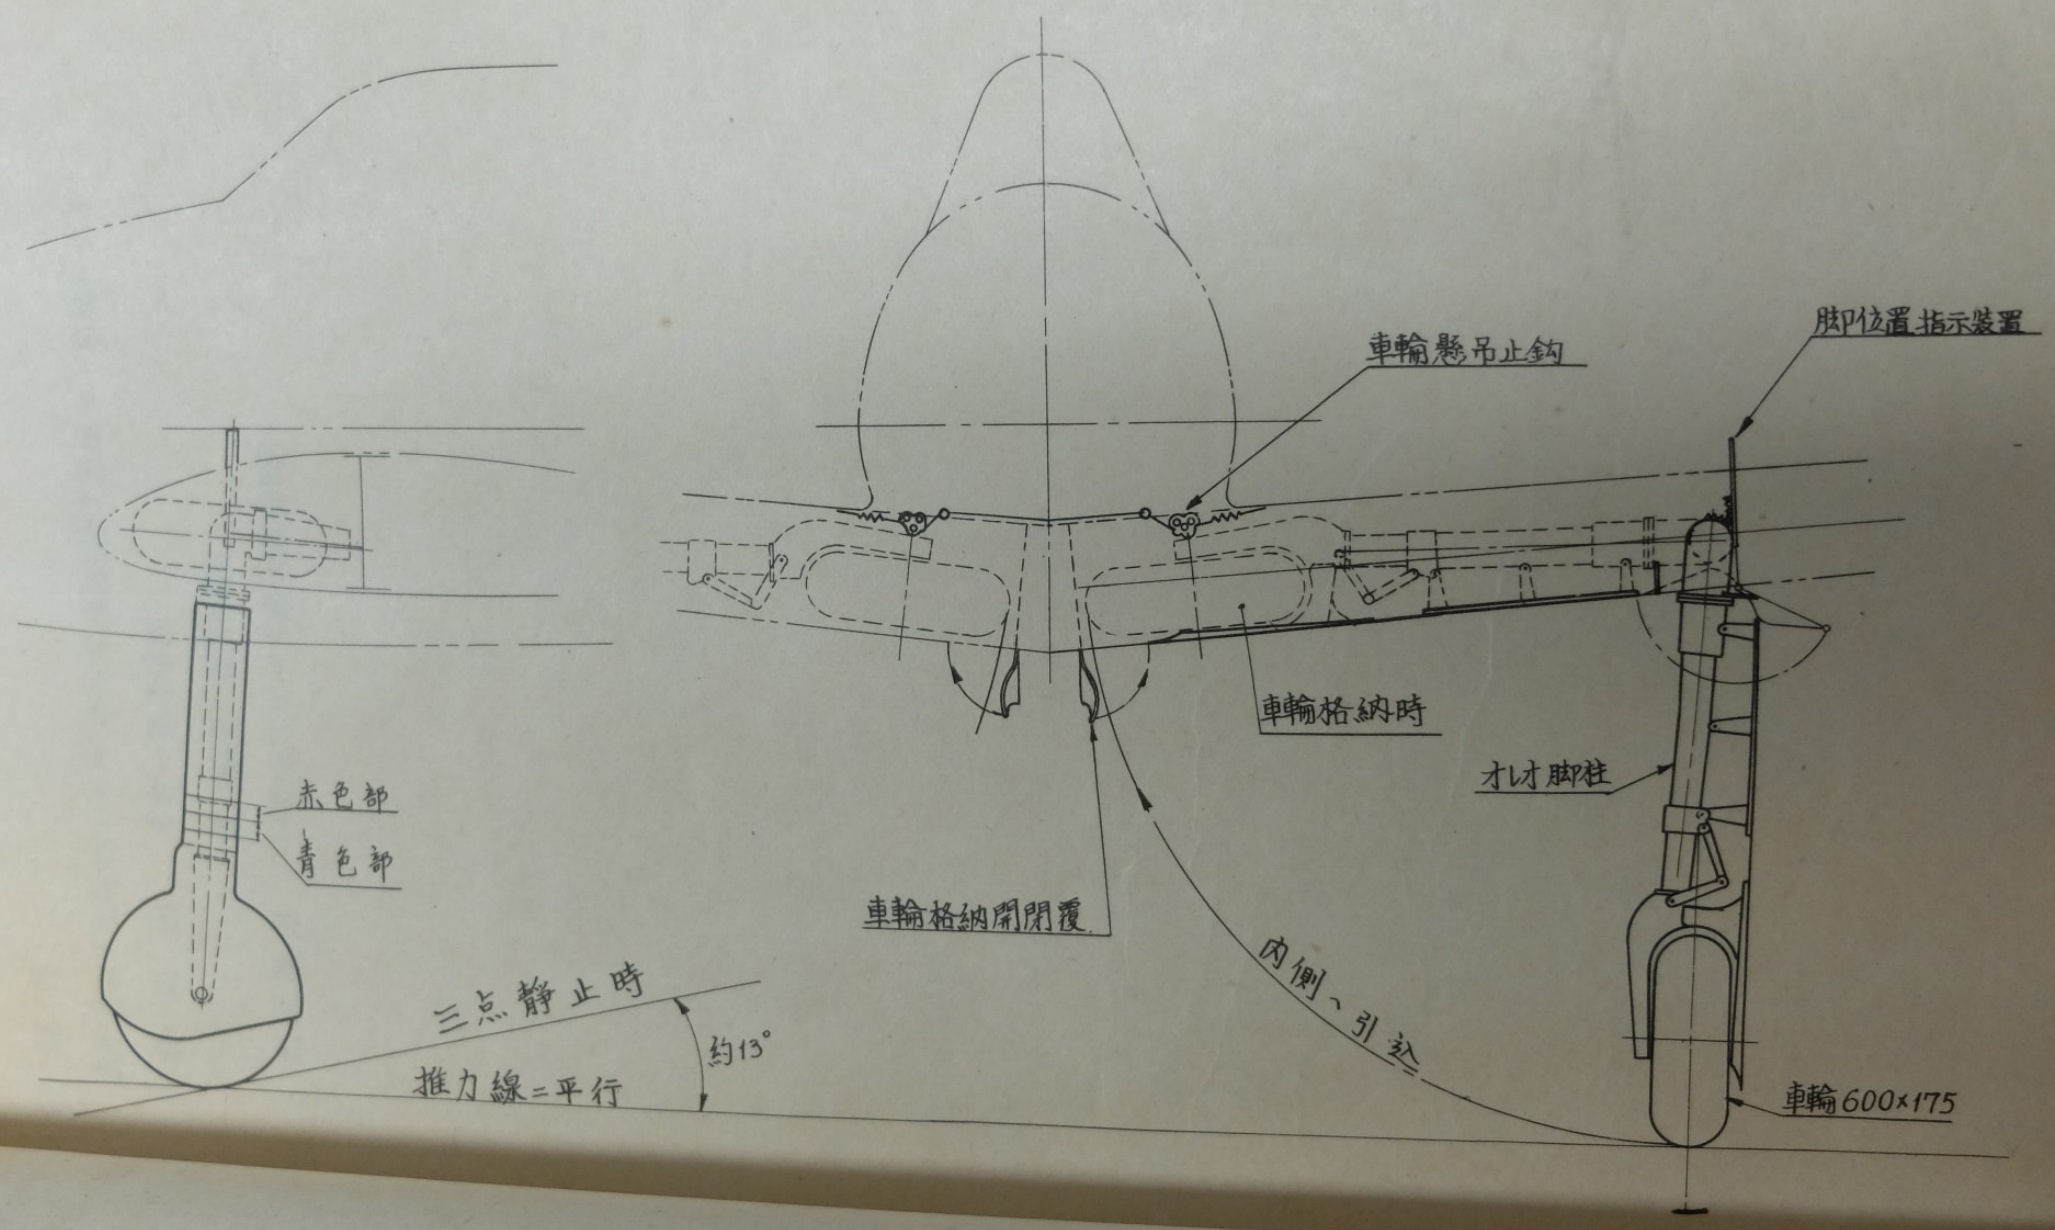 脚位置指示装置
車輪懸吊止鈎
車輪格納時
オレオ脚柱
赤色部
青色部
車輪格納開閉覆
内側ヘ引込
三点静止時
約13°
推力線ニ平行
車輪600×175